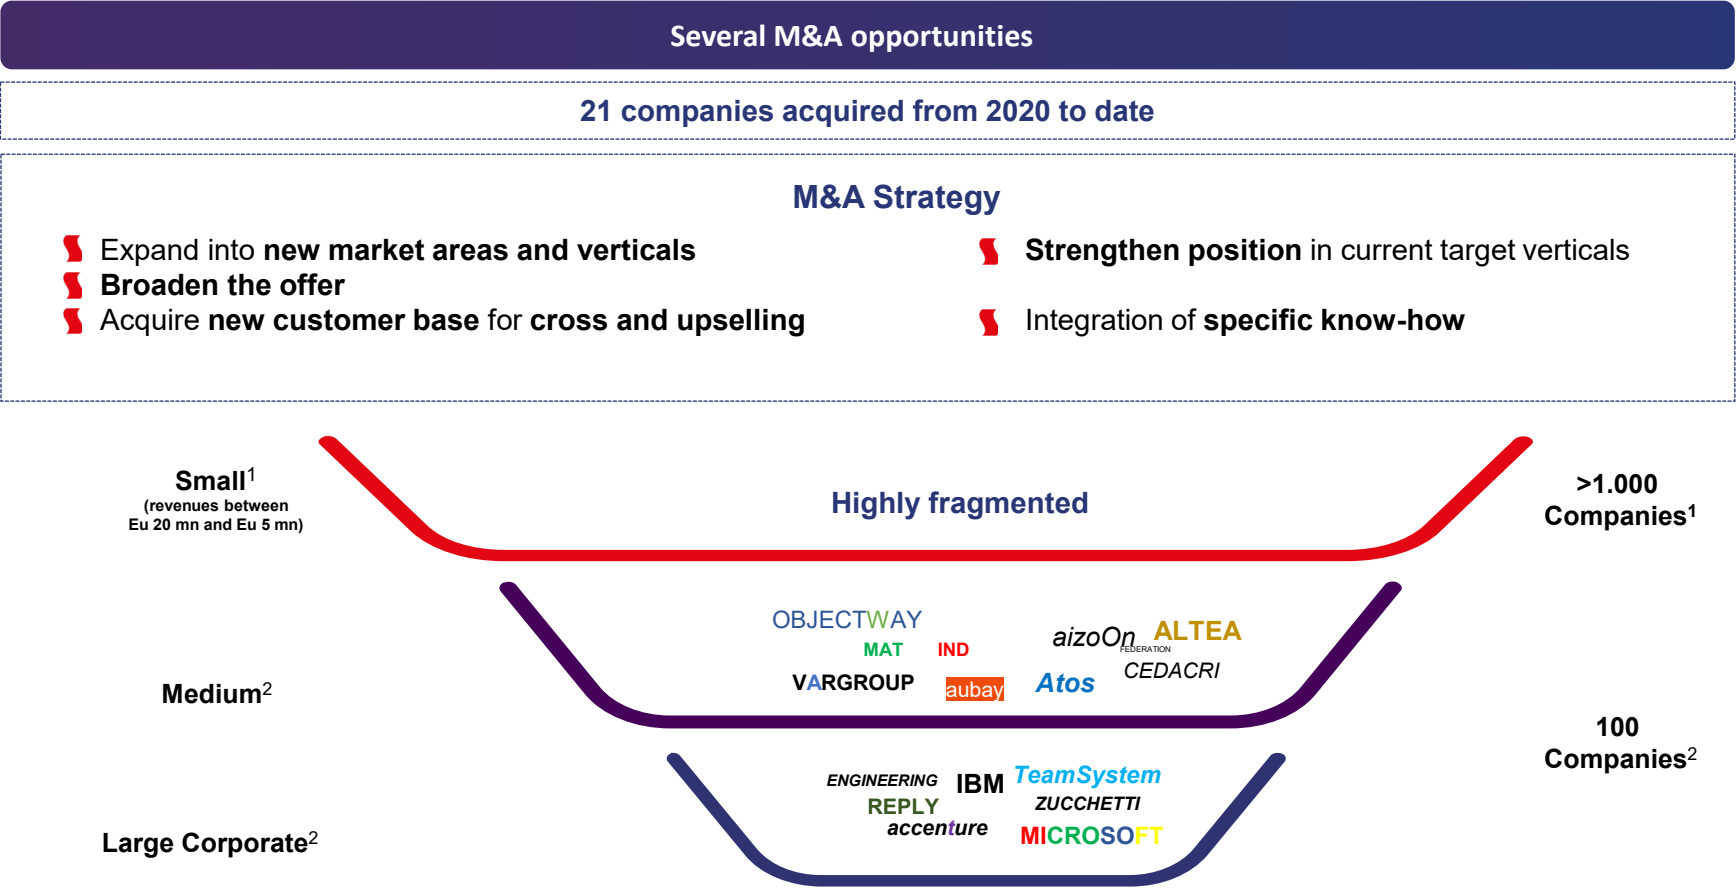 Several M&A opportunities
21 companies acquired from 2020 to date
M&A Strategy
Expand into new market areas and verticals
Broaden the offer
Acquire new customer base for cross and upselling
Strengthen position in current target verticals
Integration of specific know-how
Small1
(revenues between
Eu 20 mn and Eu 5 mn)
Highly fragmented
>1.000
Companies1
Medium2
OBJECTWAY
MAT IND
VARGROUP
aubay
Atos
aizoOn
ALTEA
FEDERATION
CEDACRI
100
Companies2
Large Corporate2
ENGINEERING
IBM
TeamSystem
REPLY
ZUCCHETTI
accenture
MICROSOFT